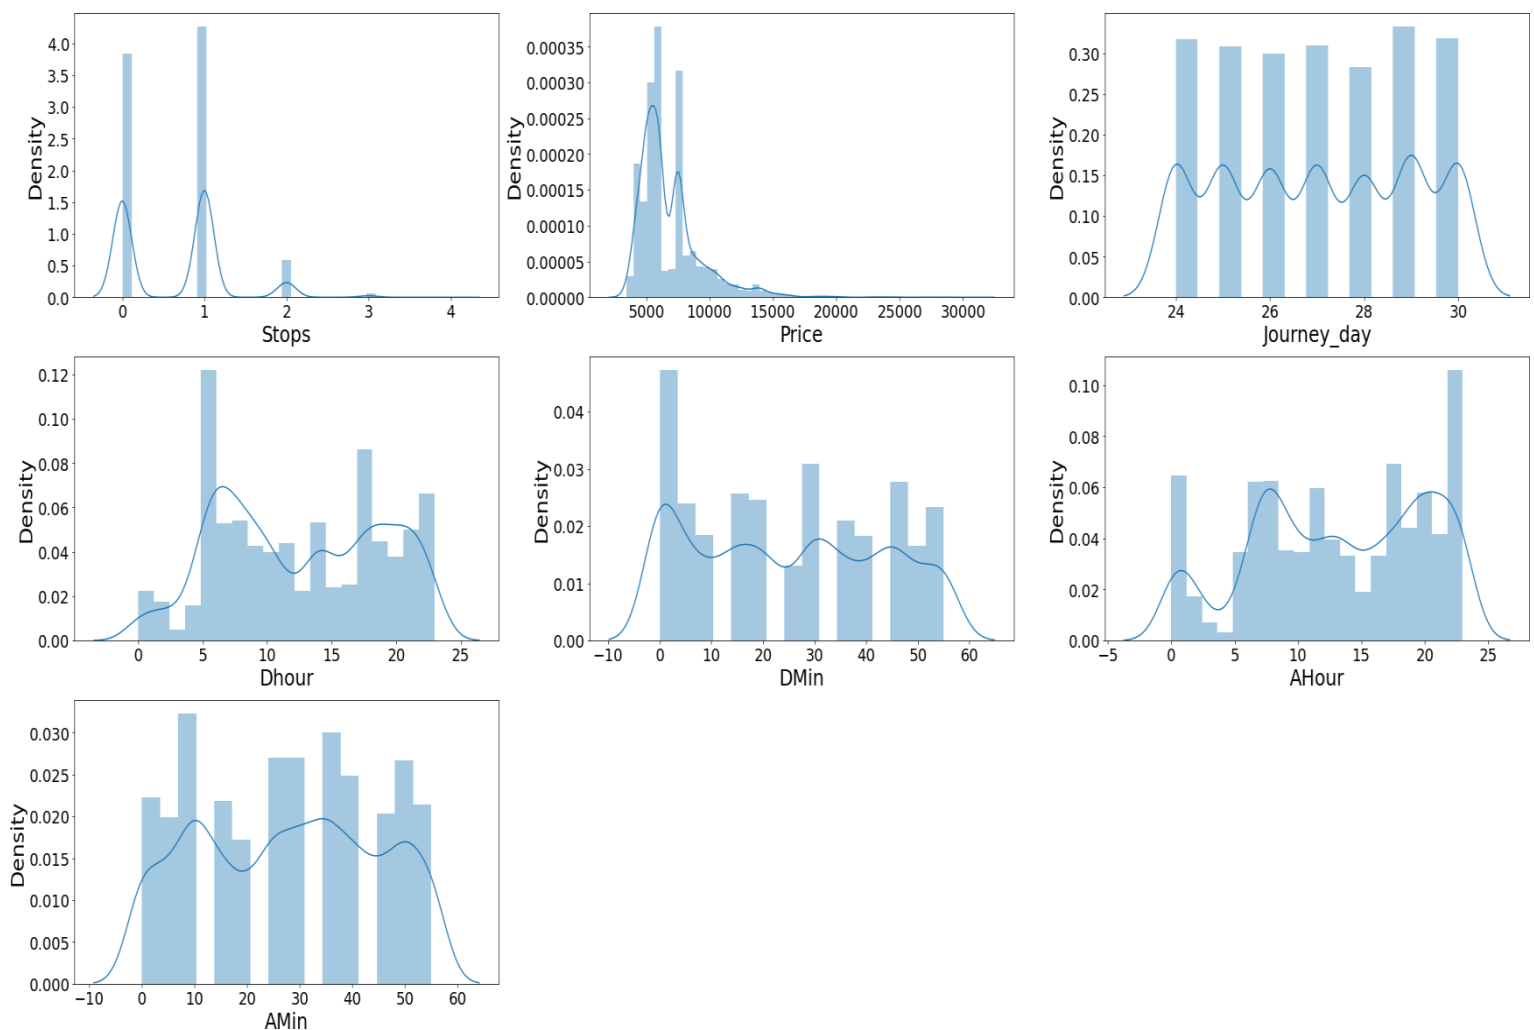 Density
4.0
3.5
3.0
2.5
2.0
1.5
1.0
0.5
0.0
0 1 2 3 4
Stops
Density
0.00035
0.00030
0.00025
0.00020
0.00015
0.00010
0.00005
0.00000
5000 10000 15000 20000 25000 30000
Price
Density
0.30
0.25
0.20
0.15
0.10
0.05
0.00
24 26 28 30
Journey_day
Density
0.12
0.10
0.08
0.06
0.04
0.02
0.00
0 5 10 15 20 25
Dhour
Density
0.04
0.03
0.02
0.01
0.00
−10 0 10 20 30 40 50 60
DMin
Density
0.10
0.08
0.06
0.04
0.02
0.00
−5 0 5 10 15 20 25
AHour
Density
0.030
0.025
0.020
0.015
0.010
0.005
0.000
−10 0 10 20 30 40 50 60
AMin